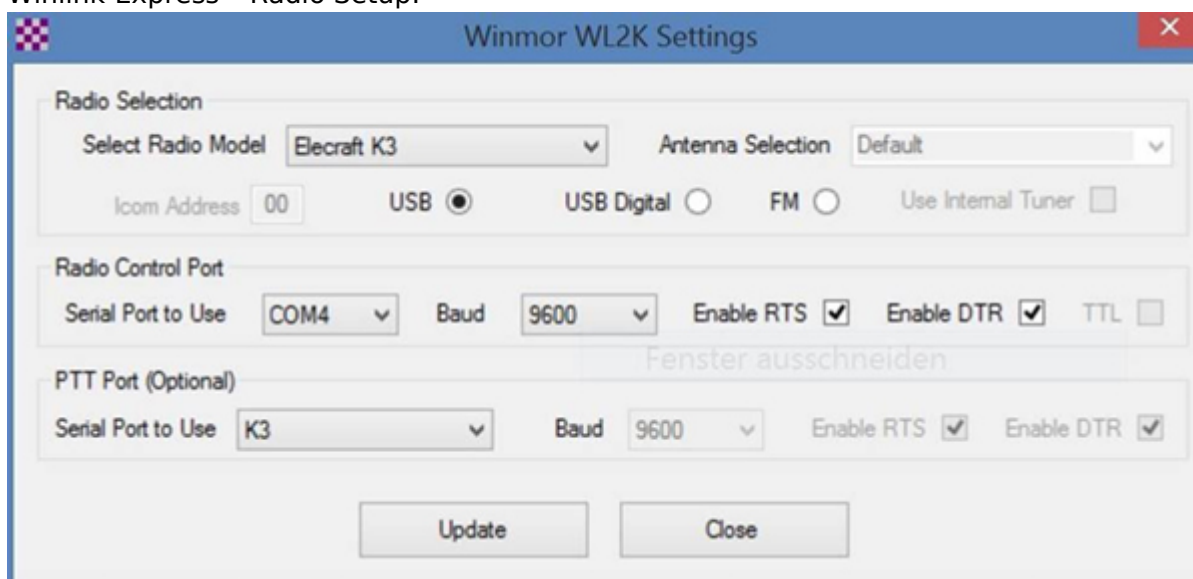 Winlink Express - Radio Setup:
Winmor WL2K Settings
Radio Selection
Select Radio Model Elecraft K3 Antenna Selection Default
Icom Address 00 USB USB Digital FM Use Internal Tuner
Radio Control Port
Serial Port to Use COM4 Baud 9600 Enable RTS Enable DTR TTL
Fenster ausschneiden
PTT Port (Optional)
Serial Port to Use K3 Baud 9600 Enable RTS Enable DTR
Update Close